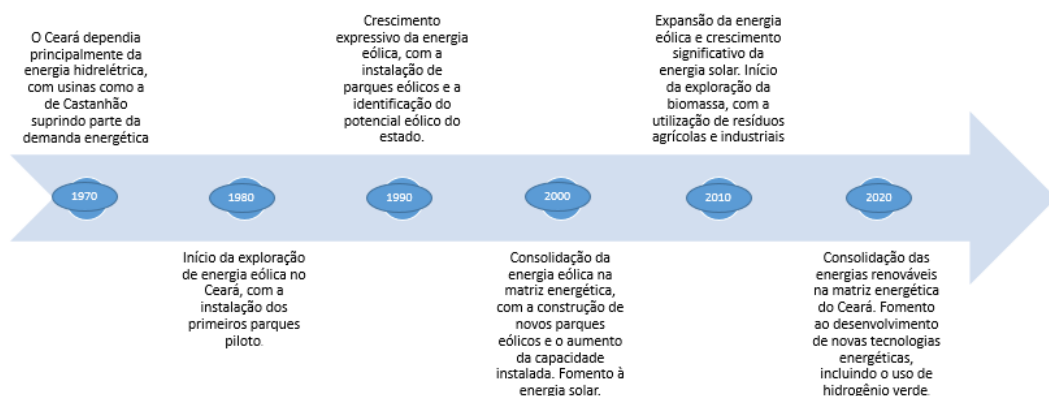 O Ceará dependia
principalmente da
energia hidrelétrica,
com usinas como a
de Castanhão
suprindo parte da
demanda energética
1970
Início da exploração
de energia eólica no
Ceará, com a
instalação dos
primeiros parques
piloto.
1980
Crescimento
expressivo da energia
eólica, com a
instalação de
parques eólicos e a
identificação do
potencial eólico do
estado.
1990
Consolidação da
energia eólica na
matriz energética,
com a construção de
novos parques
eólicos e o aumento
da capacidade
instalada. Fomento à
energia solar.
2000
Expansão da energia
eólica e crescimento
significativo da
energia solar. Início
da exploração da
biomassa, com a
utilização de resíduos
agrícolas e industriais
2010
Consolidação das
energias renováveis
na matriz energética
do Ceará. Fomento
ao desenvolvimento
de novas tecnologias
energéticas,
incluindo o uso de
hidrogênio verde.
2020